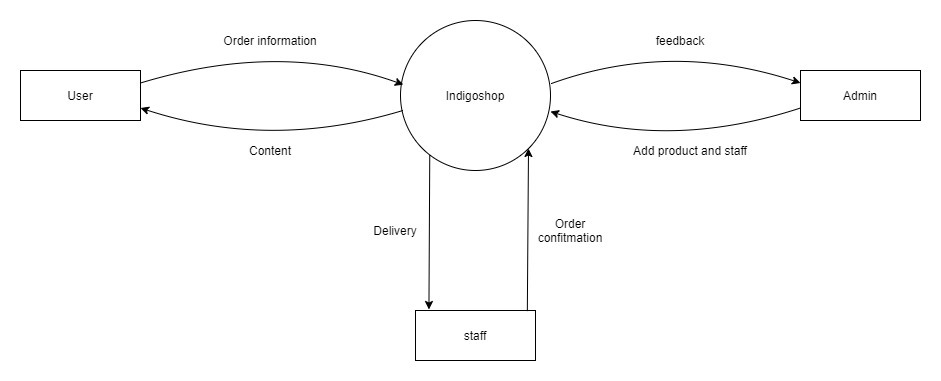 Order information
feedback
User
Indigoshop
Admin
Content
Add product and staff
Delivery
Order
confitmation
staff